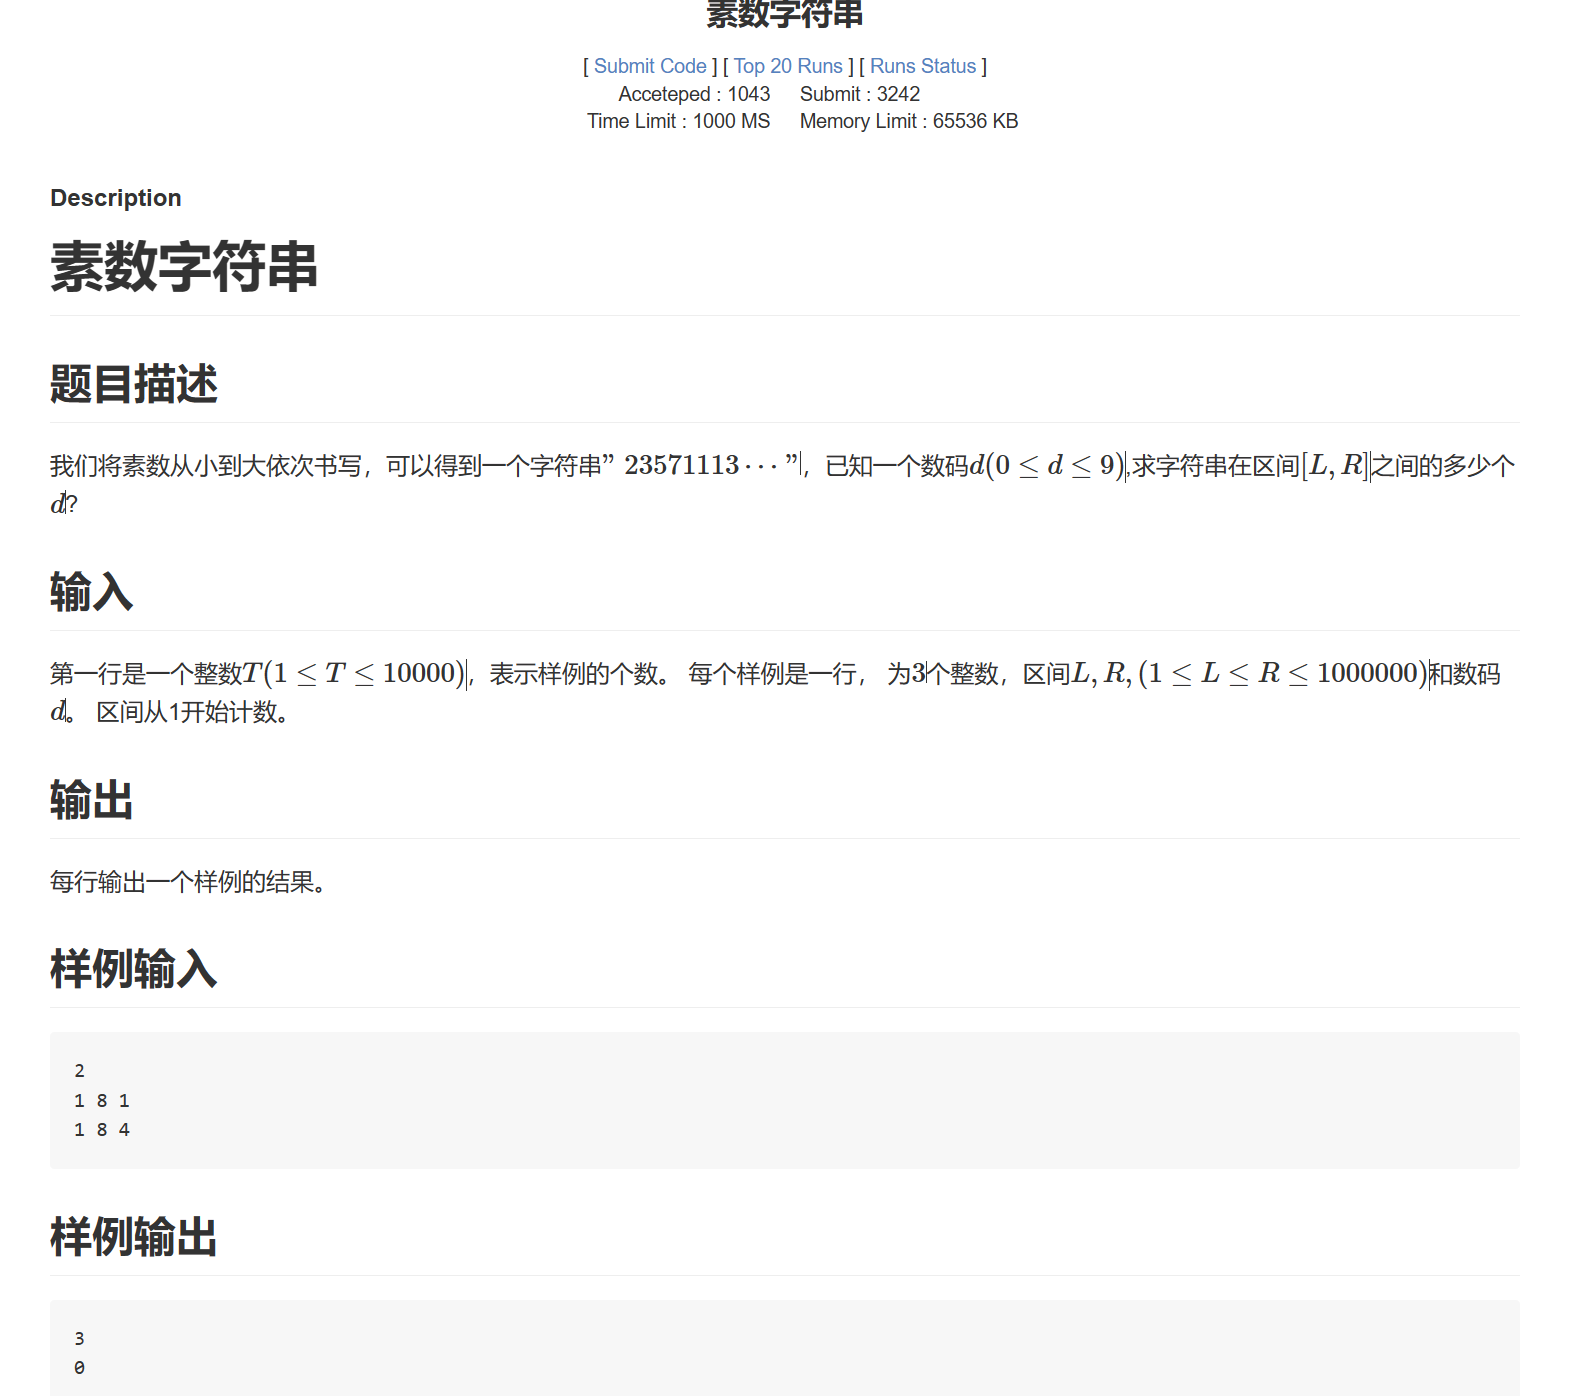 素数字符串
[ Submit Code ] [ Top 20 Runs ] [ Runs Status ]
Acceteped : 1043 Submit : 3242
Time Limit : 1000 MS Memory Limit : 65536 KB
Description
素数字符串
题目描述
我们将素数从小到大依次书写，可以得到一个字符串” 23571113⋯”，已知一个数码d(0 ≤ d ≤ 9),求字符串在区间[L, R]之间的多少个
d?
输入
第一行是一个整数T(1 ≤ T ≤ 10000)，表示样例的个数。 每个样例是一行， 为3个整数，区间L, R, (1 ≤ L ≤ R ≤ 1000000)和数码
d。 区间从1开始计数。
输出
每行输出一个样例的结果。
样例输入
2
1 8 1
1 8 4
样例输出
3
0